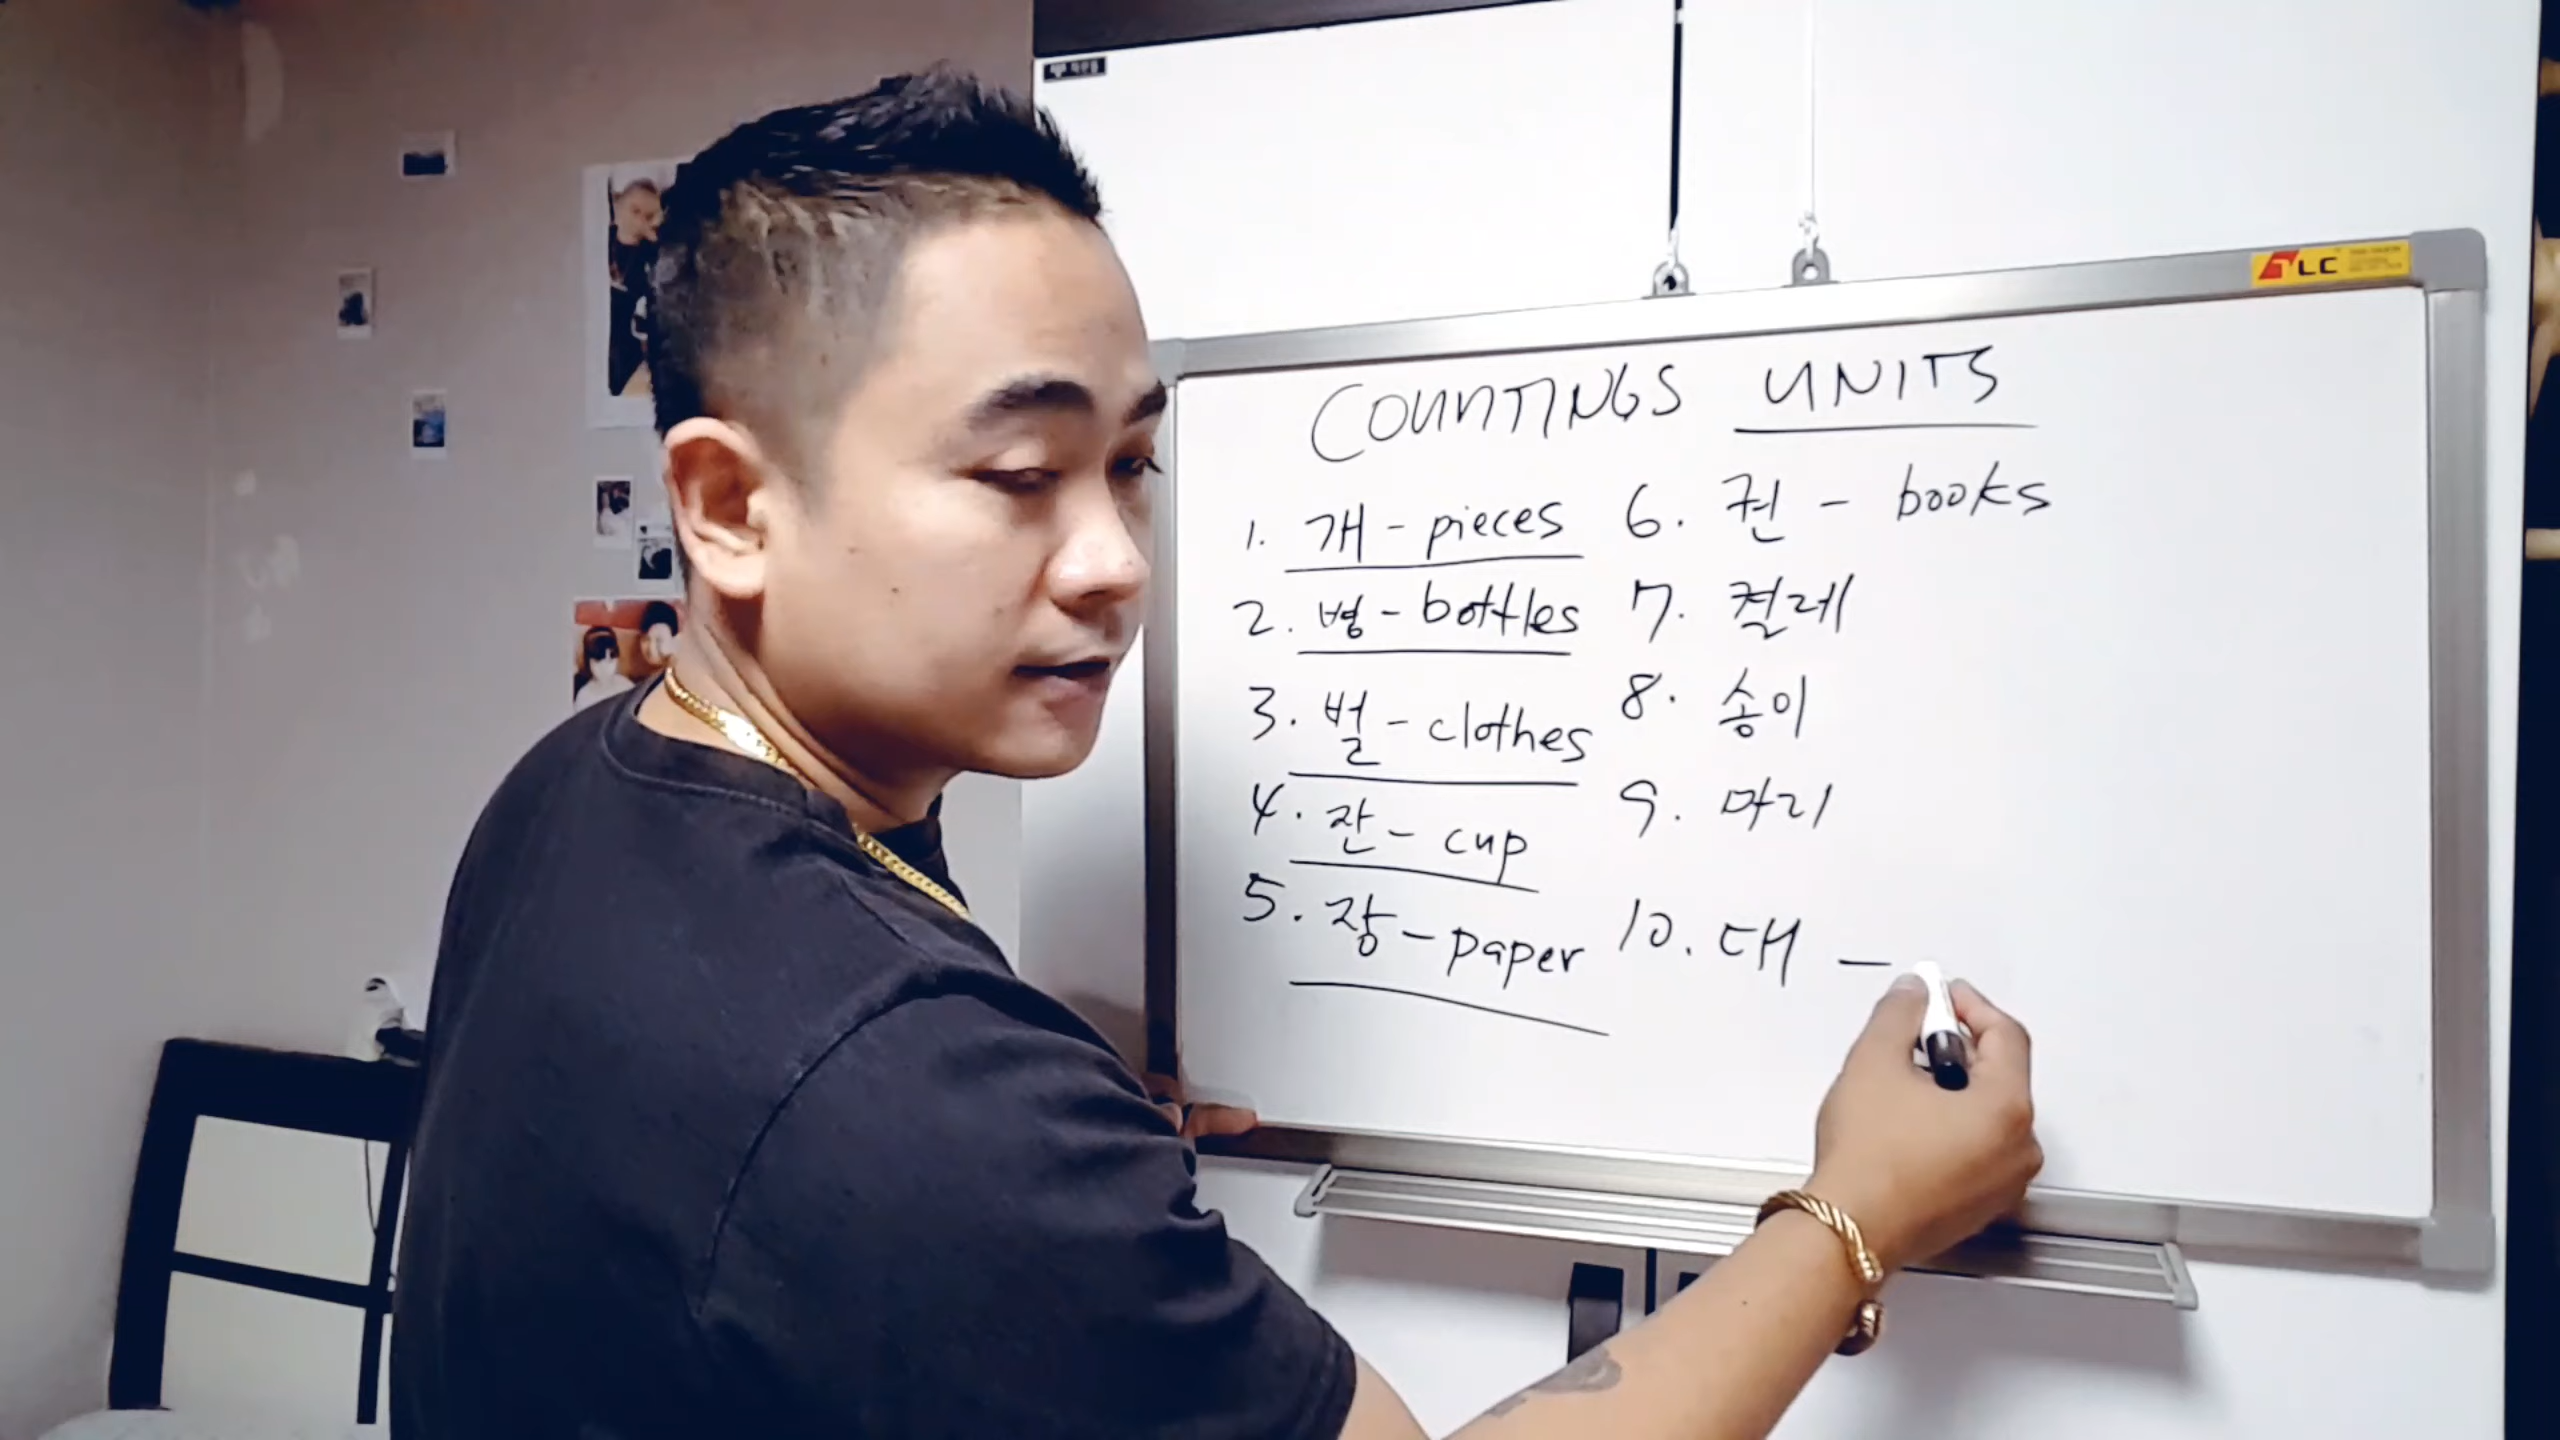 COUNTINGS UNITS
1. 개 - pieces
2. 병 - bottles
3. 벌 - clothes
4. 잔 - cup
5. 장 - paper
6. 권 - books
7. 켤레
8. 송이
9. 마리
10. 대 -
TLC